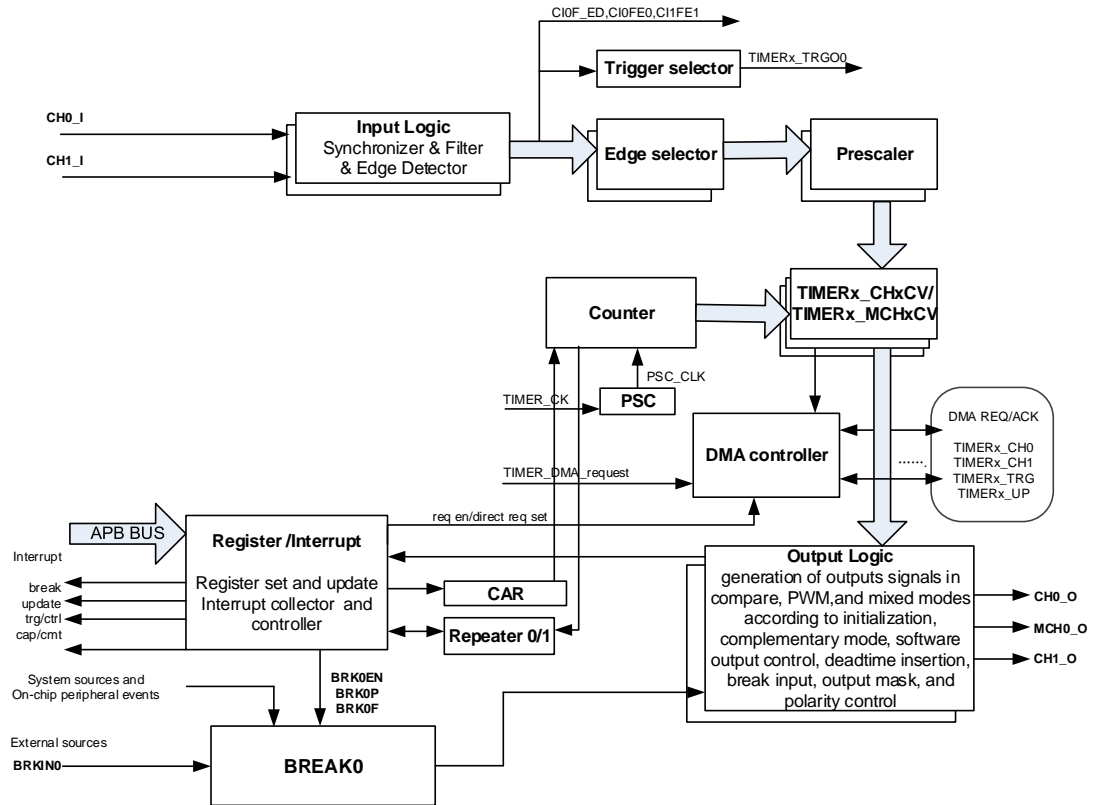 CI0F_ED,CI0FE0,CI1FE1
Trigger selector
TIMERx_TRGO0
CH0_I
CH1_I
Input Logic
Synchronizer & Filter
& Edge Detector
Edge selector
Prescaler
Counter
TIMERx_CHxCV/
TIMERx_MCHxCV
PSC_CLK
TIMER_CK
PSC
DMA controller
TIMER_DMA_request
DMA REQ/ACK
TIMERx_CH0
.......
TIMERx_CH1
TIMERx_TRG
TIMERx_UP
req en/direct req set
APB BUS
Register /Interrupt
Register set and update
Interrupt collector and
controller
Interrupt
break
update
trg/ctrl
cap/cmt
CAR
Repeater 0/1
Output Logic
generation of outputs signals in
compare, PWM,and mixed modes
according to initialization,
complementary mode, software
output control, deadtime insertion,
break input, output mask, and
polarity control
CH0_O
MCH0_O
CH1_O
System sources and
On-chip peripheral events
BRK0EN
BRK0P
BRK0F
External sources
BRKIN0
BREAK0